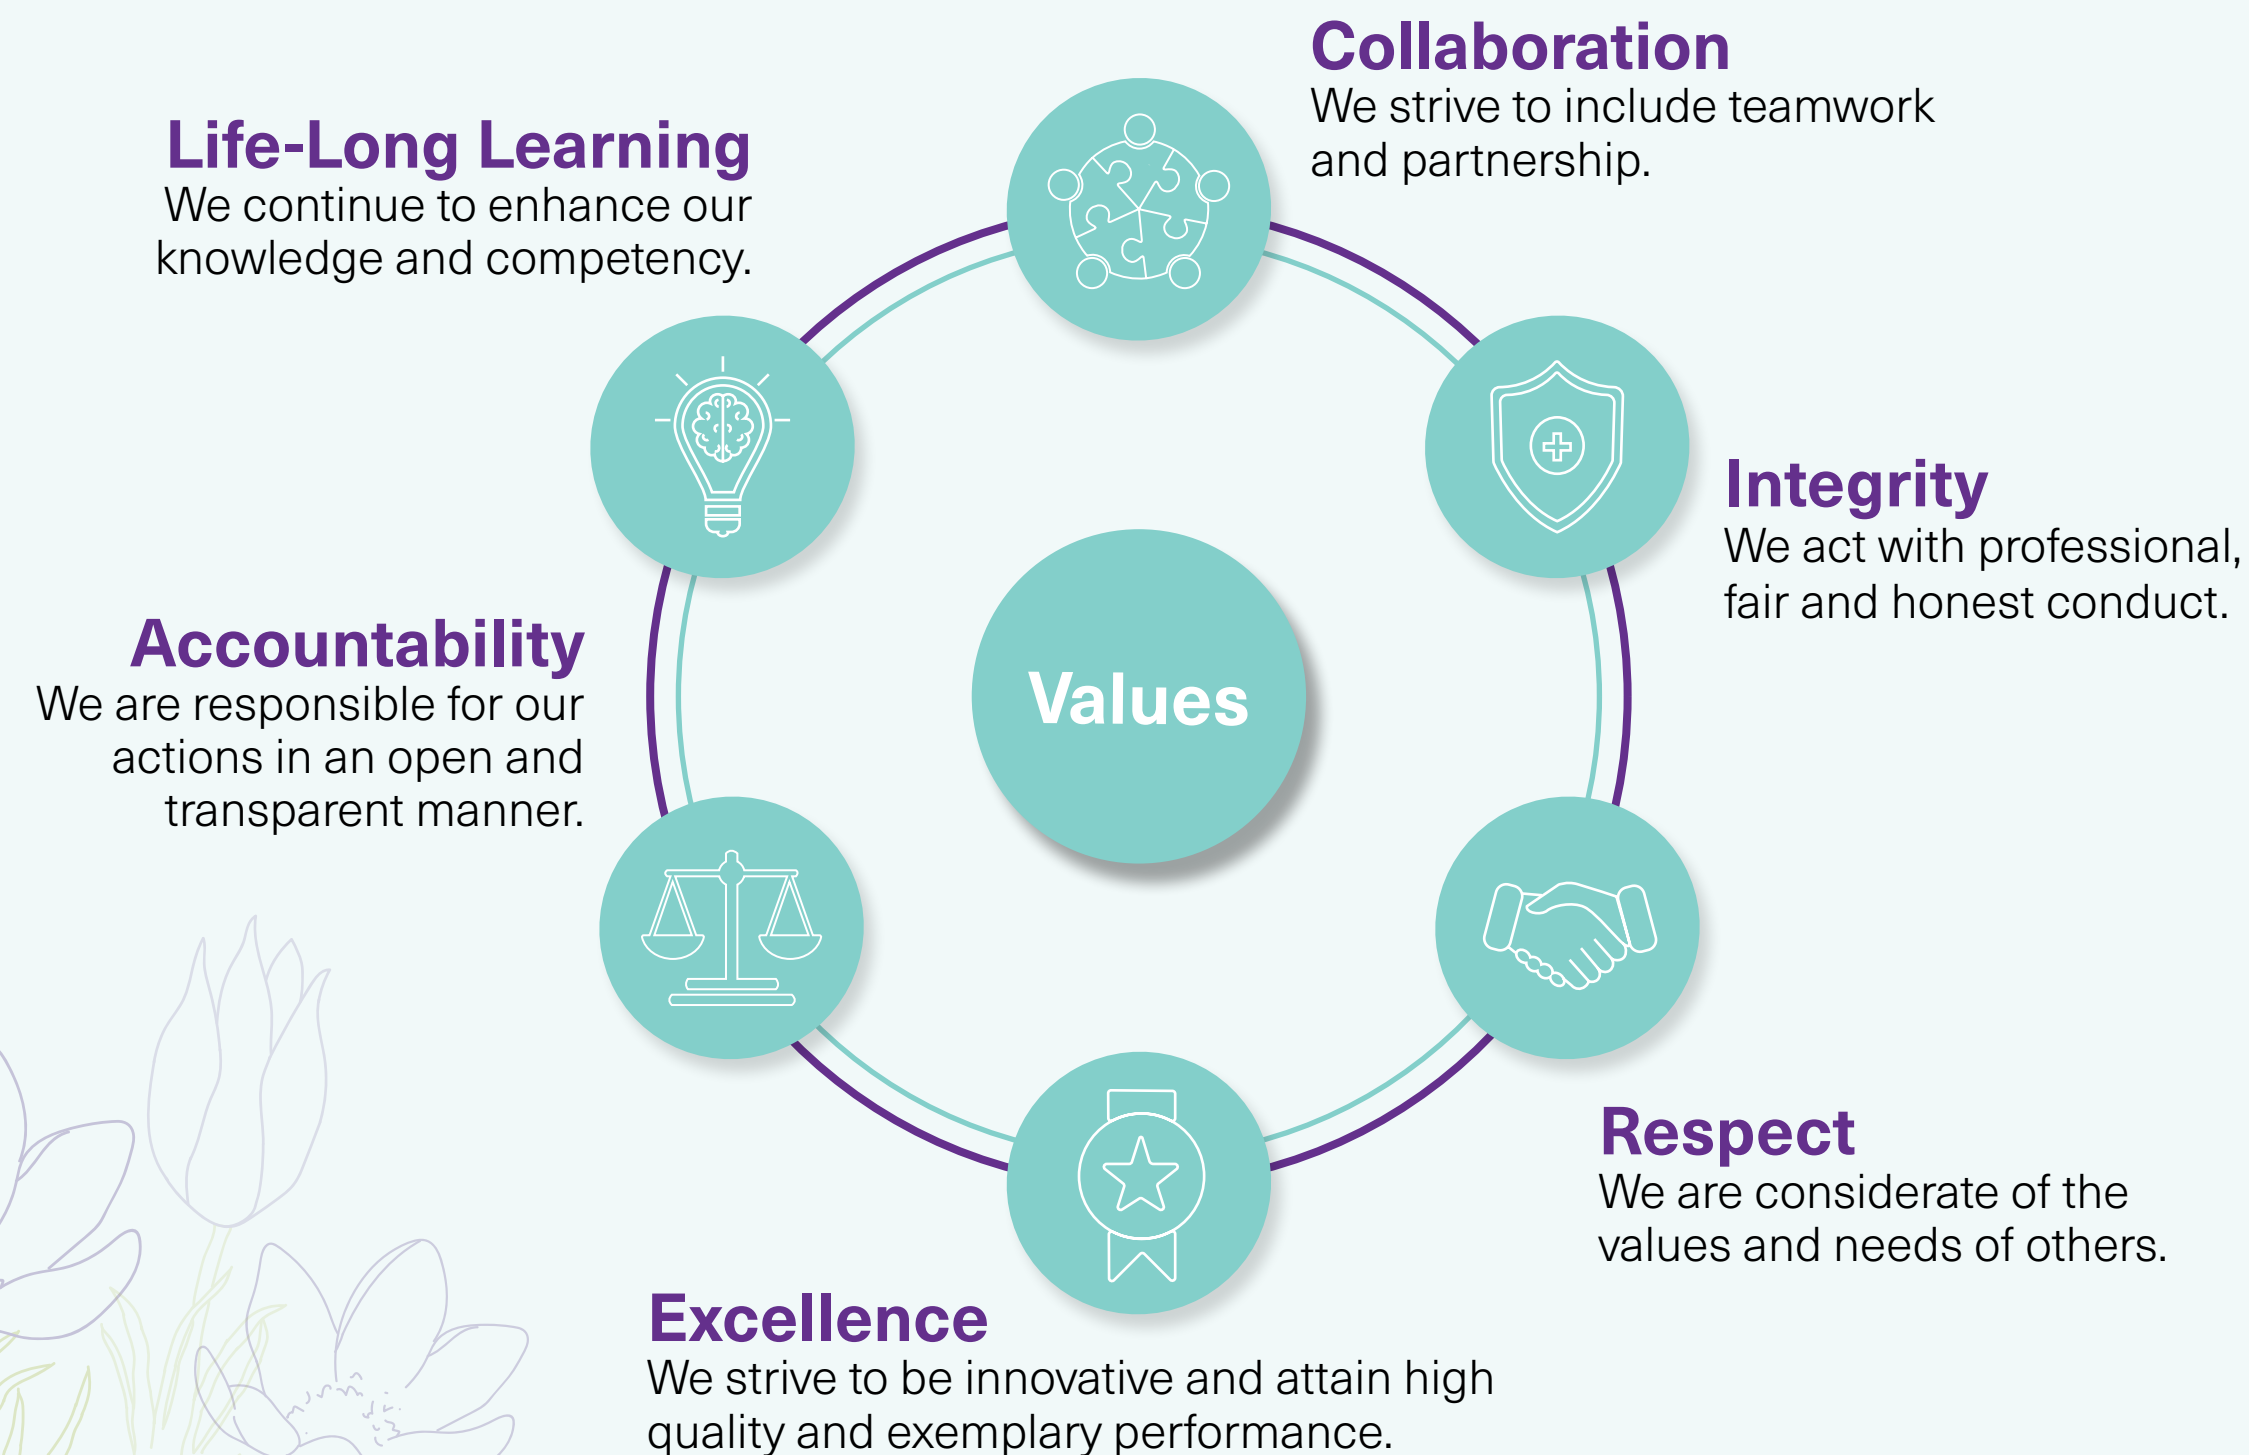 Collaboration
We strive to include teamwork
and partnership.
Life-Long Learning
We continue to enhance our
knowledge and competency.
Integrity
We act with professional,
fair and honest conduct.
Accountability
We are responsible for our
actions in an open and
transparent manner.
Values
Respect
We are considerate of the
values and needs of others.
Excellence
We strive to be innovative and attain high
quality and exemplary performance.